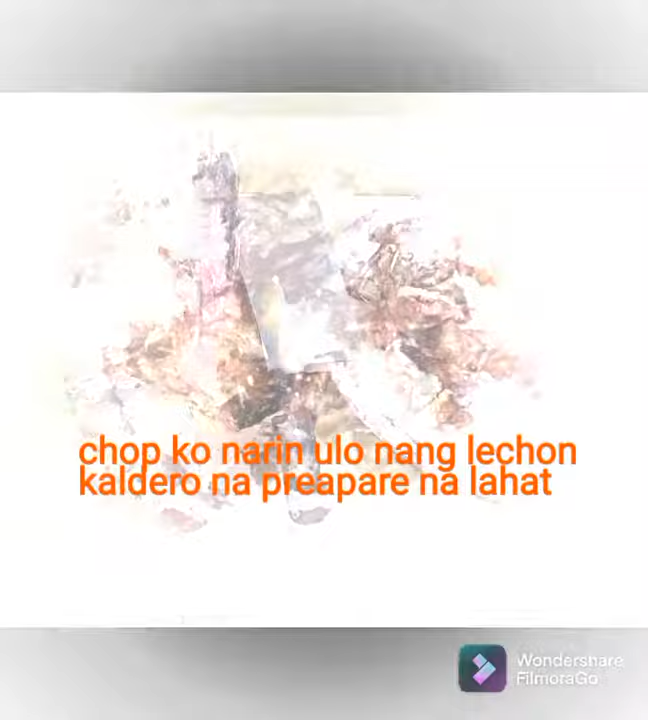 chop ko narin ulo nang lechon
kaldero na preapare na lahat
Wondershare
FilmoraGo